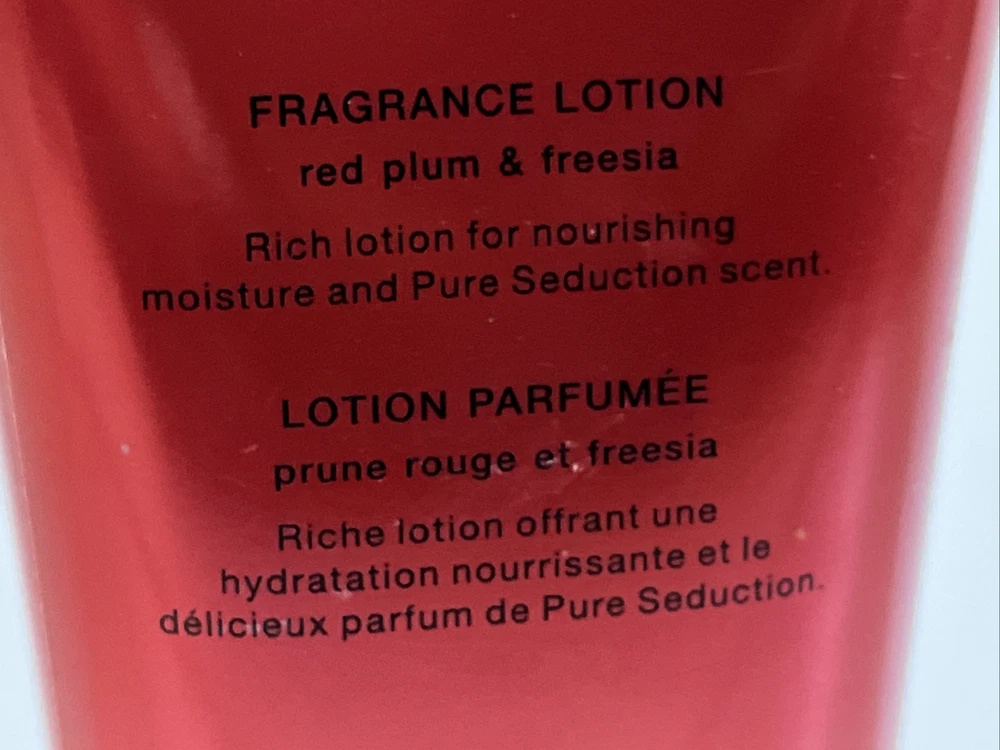 FRAGRANCE LOTION
red plum & freesia
Rich lotion for nourishing
moisture and Pure Seduction scent.
LOTION PARFUMÉE
prune rouge et freesia
Riche lotion offrant une
hydratation nourrissante et le
délicieux parfum de Pure Seduction.